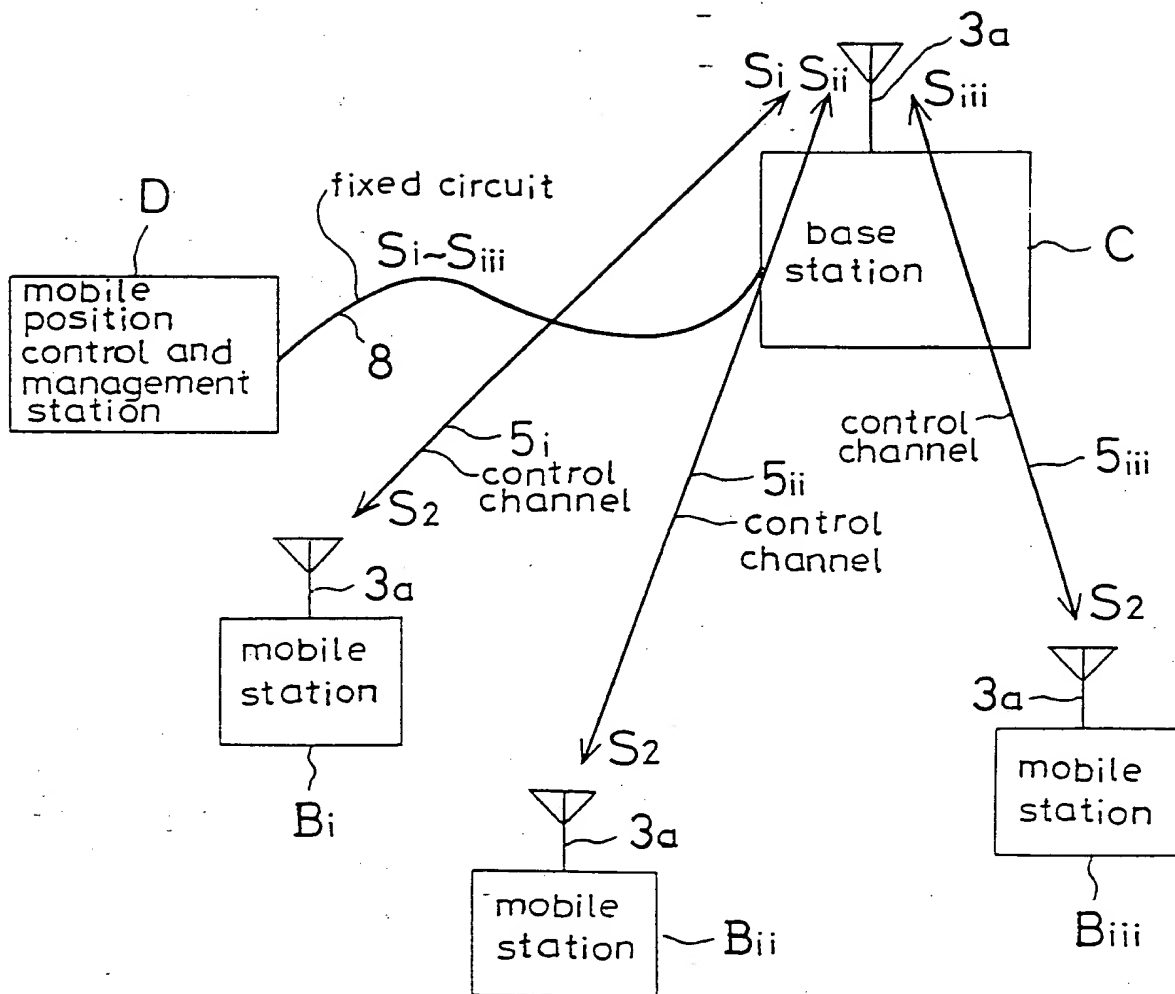 3a
Si Sii
Siii
fixed circuit
D
Si~Siii
base
station
C
mobile
position
control and
management
station
8
5i
control
channel
5ii
control
channel
control
channel
5iii
S2
3a
mobile
station
Bi
S2
3a
mobile
station
Bii
S2
3a
mobile
station
Biii